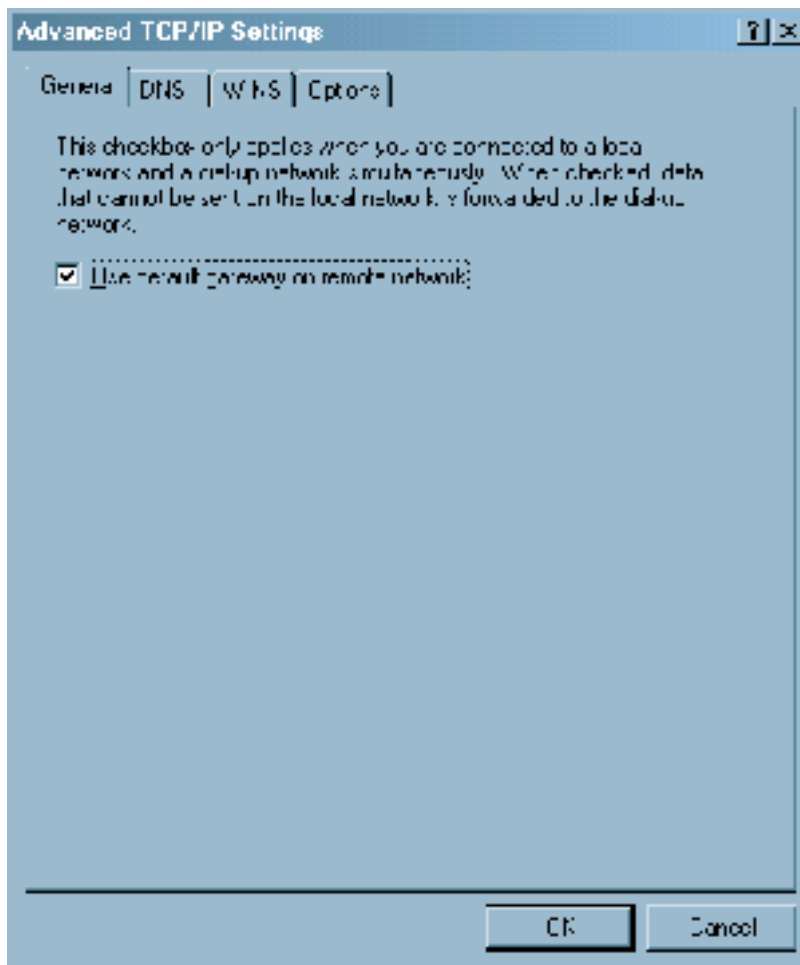 Advanced TCP/IP Settings
General DNS WINS Options
This checkbox only applies when you are connected to a local
network and a dial-up network simultaneously. When checked, data
that cannot be sent on the local network is forwarded to the dial-up
network.
Use default gateway on remote network
OK Cancel